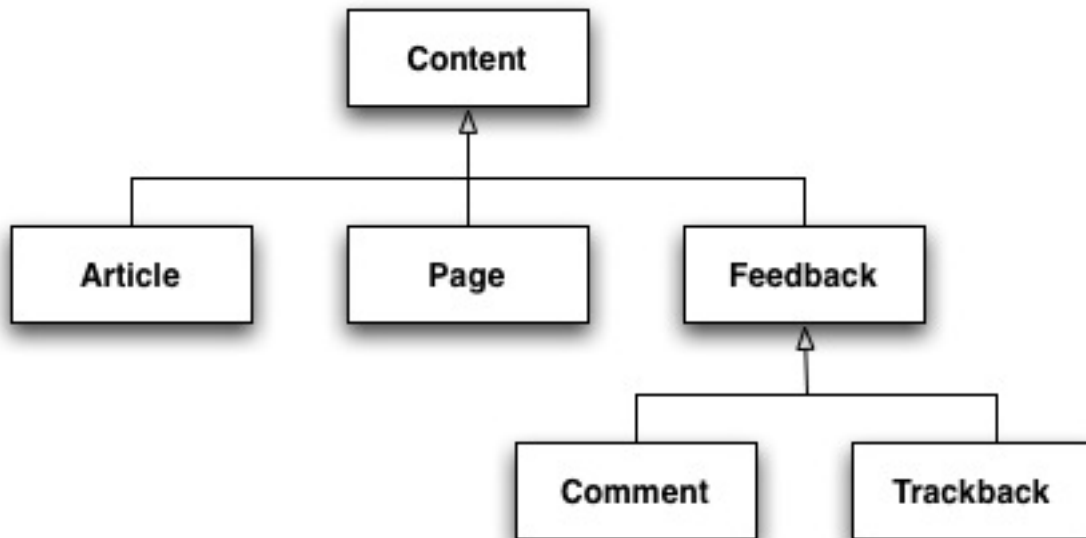 Content
Article
Page
Feedback
Comment
Trackback